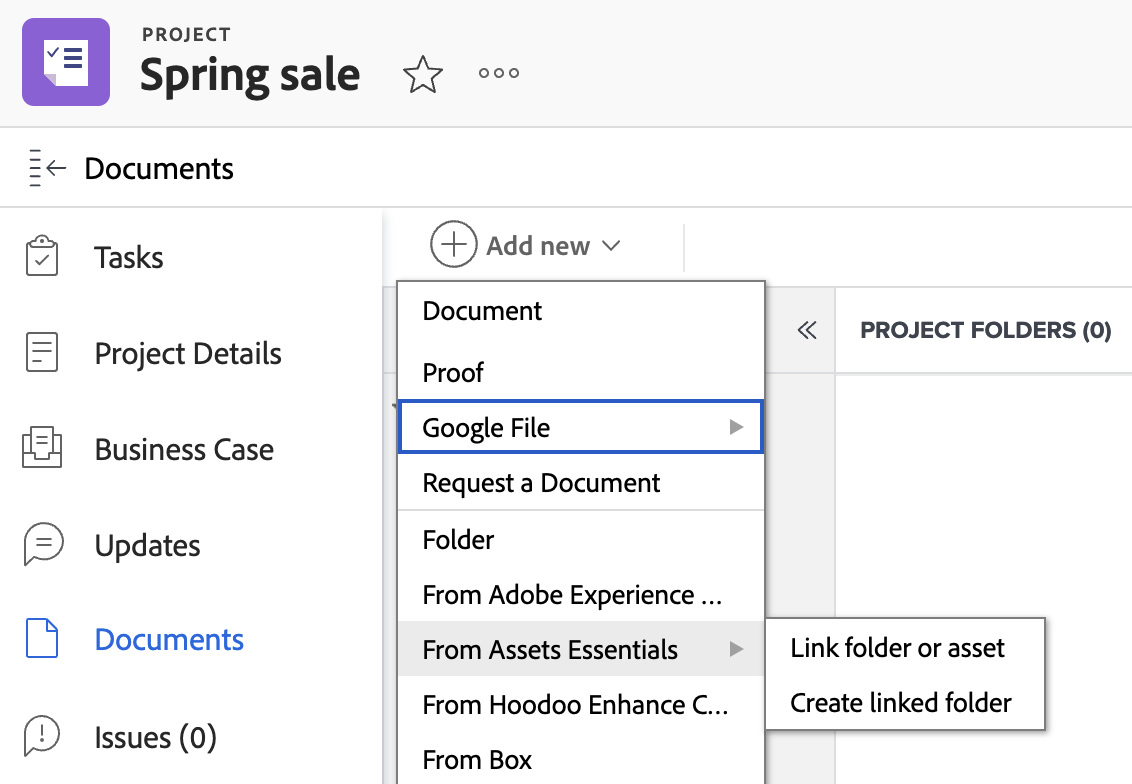 PROJECT
Spring sale
Documents
Tasks
Project Details
Business Case
Updates
Documents
Issues (0)
Add new
Document
Proof
Google File
Request a Document
Folder
From Adobe Experience ...
From Assets Essentials
From Hoodoo Enhance C...
From Box
Link folder or asset
Create linked folder
PROJECT FOLDERS (0)